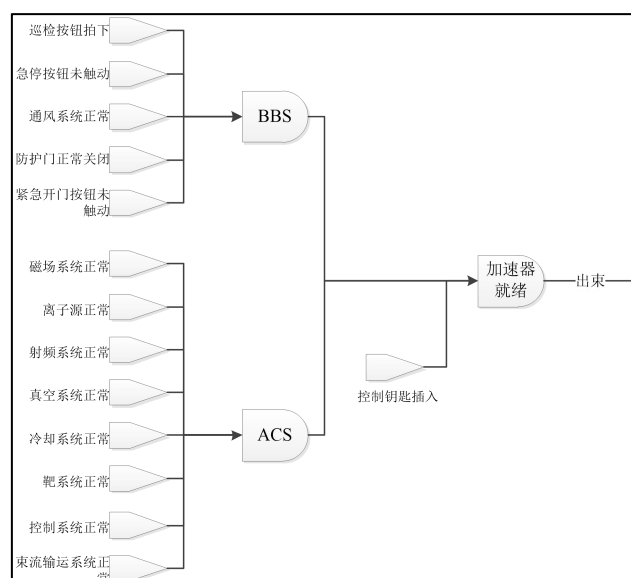 巡检按钮拍下
急停按钮未触动
通风系统正常
BBS
防护门正常关闭
紧急开门按钮未
触动
磁场系统正常
离子源正常
射频系统正常
真空系统正常
冷却系统正常
ACS
靶系统正常
控制系统正常
束流输运系统正
常
控制钥匙插入
加速器
就绪
出束